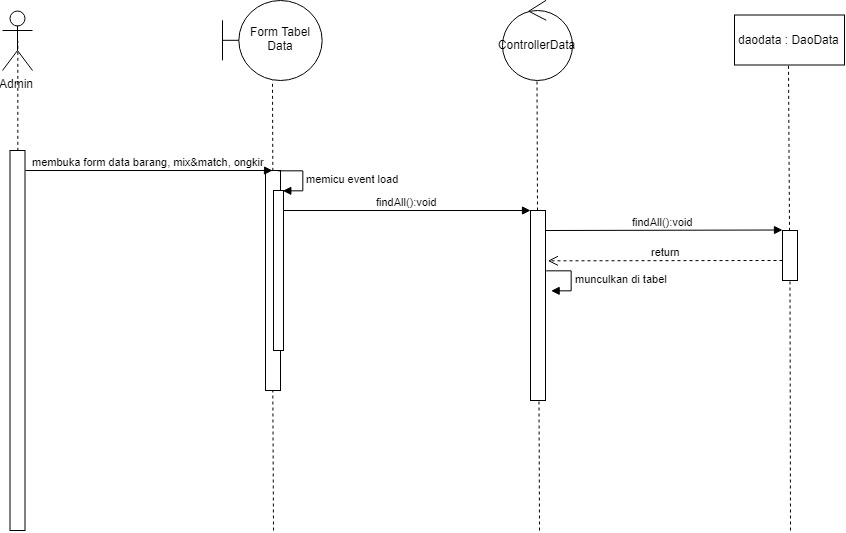 Admin
Form Tabel
Data
ControllerData
daodata : DaoData
membuka form data barang, mix&match, ongkir
memicu event load
findAll():void
findAll():void
return
munculkan di tabel